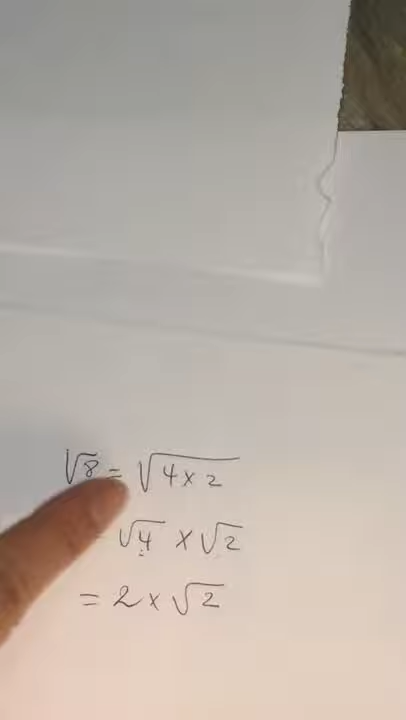 √8 = √4 × 2
= √4 × √2
= 2 × √2